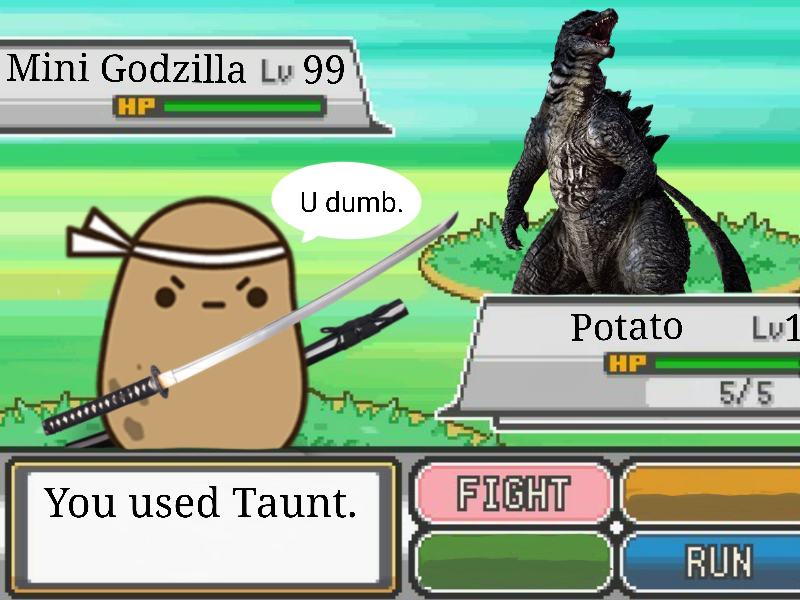 Mini Godzilla Lv 99
HP
U dumb.
Potato Lv1
HP
5/5
You used Taunt.
FIGHT
RUN